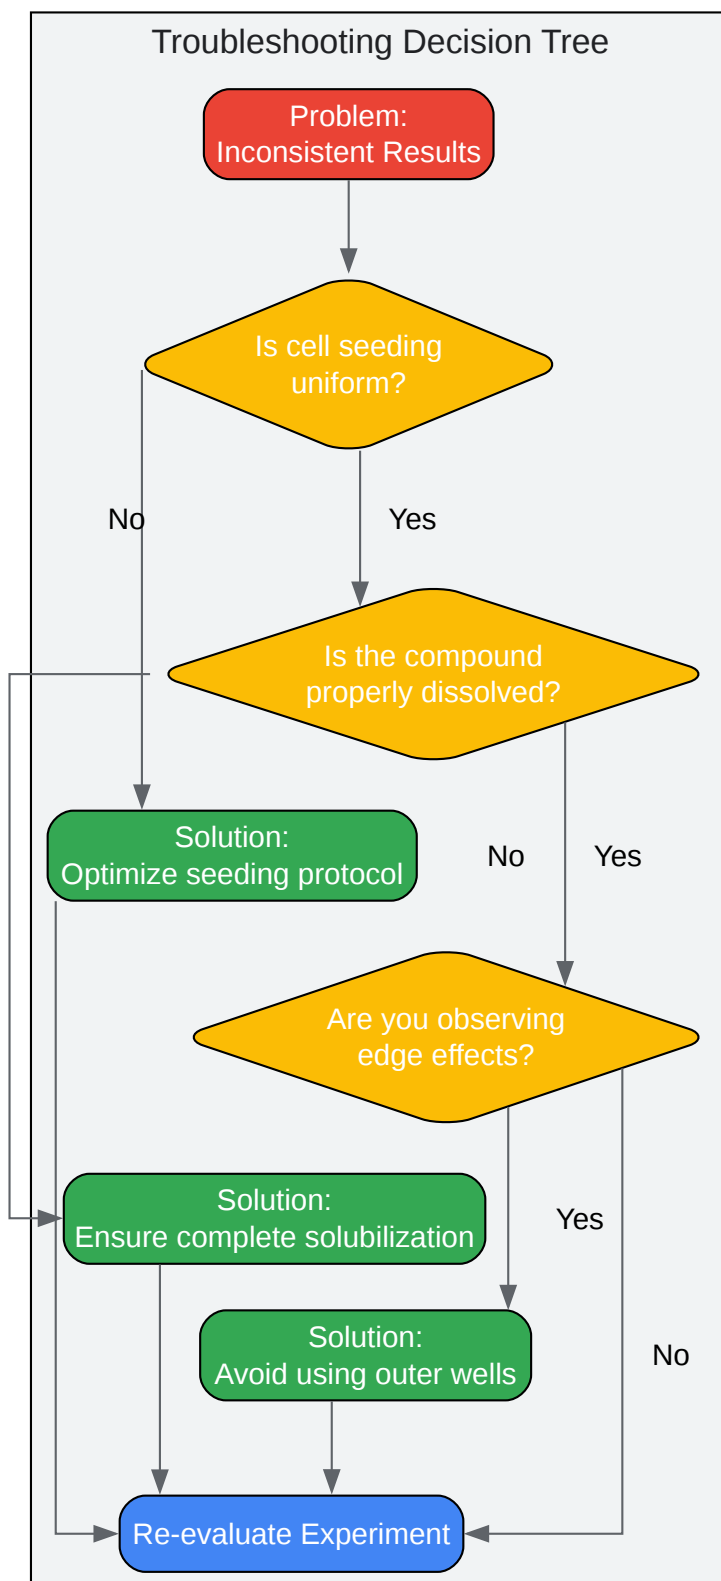 Troubleshooting Decision Tree
Problem:
Inconsistent Results
Is cell seeding
uniform?
No
Yes
Is the compound
properly dissolved?
Solution:
Optimize seeding protocol
No
Yes
Are you observing
edge effects?
Solution:
Ensure complete solubilization
Yes
Solution:
Avoid using outer wells
No
Re-evaluate Experiment